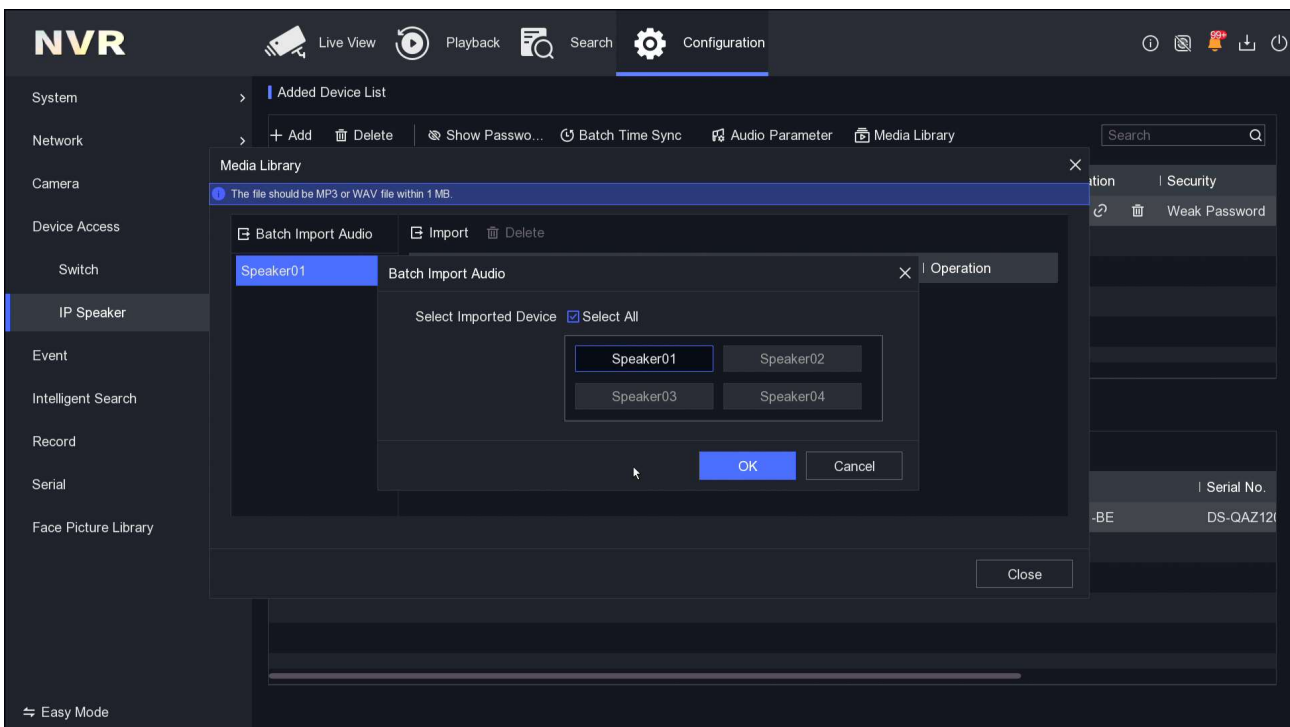 NVR
Live View
Playback
Search
Configuration
99+
System
Network
Camera
Device Access
Switch
IP Speaker
Event
Intelligent Search
Record
Serial
Face Picture Library
Easy Mode
Added Device List
Add
Delete
Show Passwo...
Batch Time Sync
Audio Parameter
Media Library
Search
tion
Security
Weak Password
Media Library
The file should be MP3 or WAV file within 1 MB.
Batch Import Audio
Import
Delete
Speaker01
Operation
Batch Import Audio
Select Imported Device
Select All
Speaker01
Speaker02
Speaker03
Speaker04
OK
Cancel
Serial No.
-BE
DS-QAZ120
Close